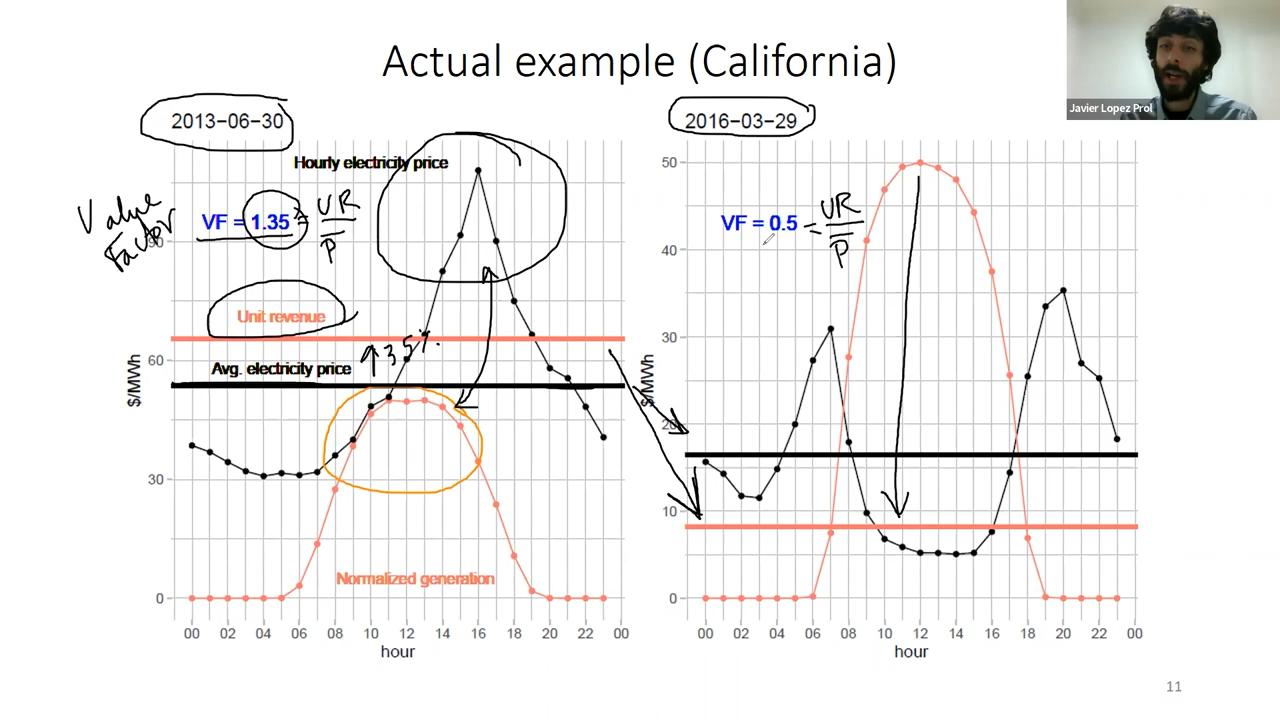 Actual example (California)
Javier Lopez Prol
2013-06-30
Hourly electricity price
Value
Factor
VF = 1.35 = UR
P
Unit revenue
↑35%
Avg. electricity price
Normalized generation
$/MWh
90
60
30
0
00 02 04 06 08 10 12 14 16 18 20 22 00
hour
2016-03-29
VF = 0.5 = UR
P
$/MWh
50
40
30
20
10
0
00 02 04 06 08 10 12 14 16 18 20 22 00
hour
11